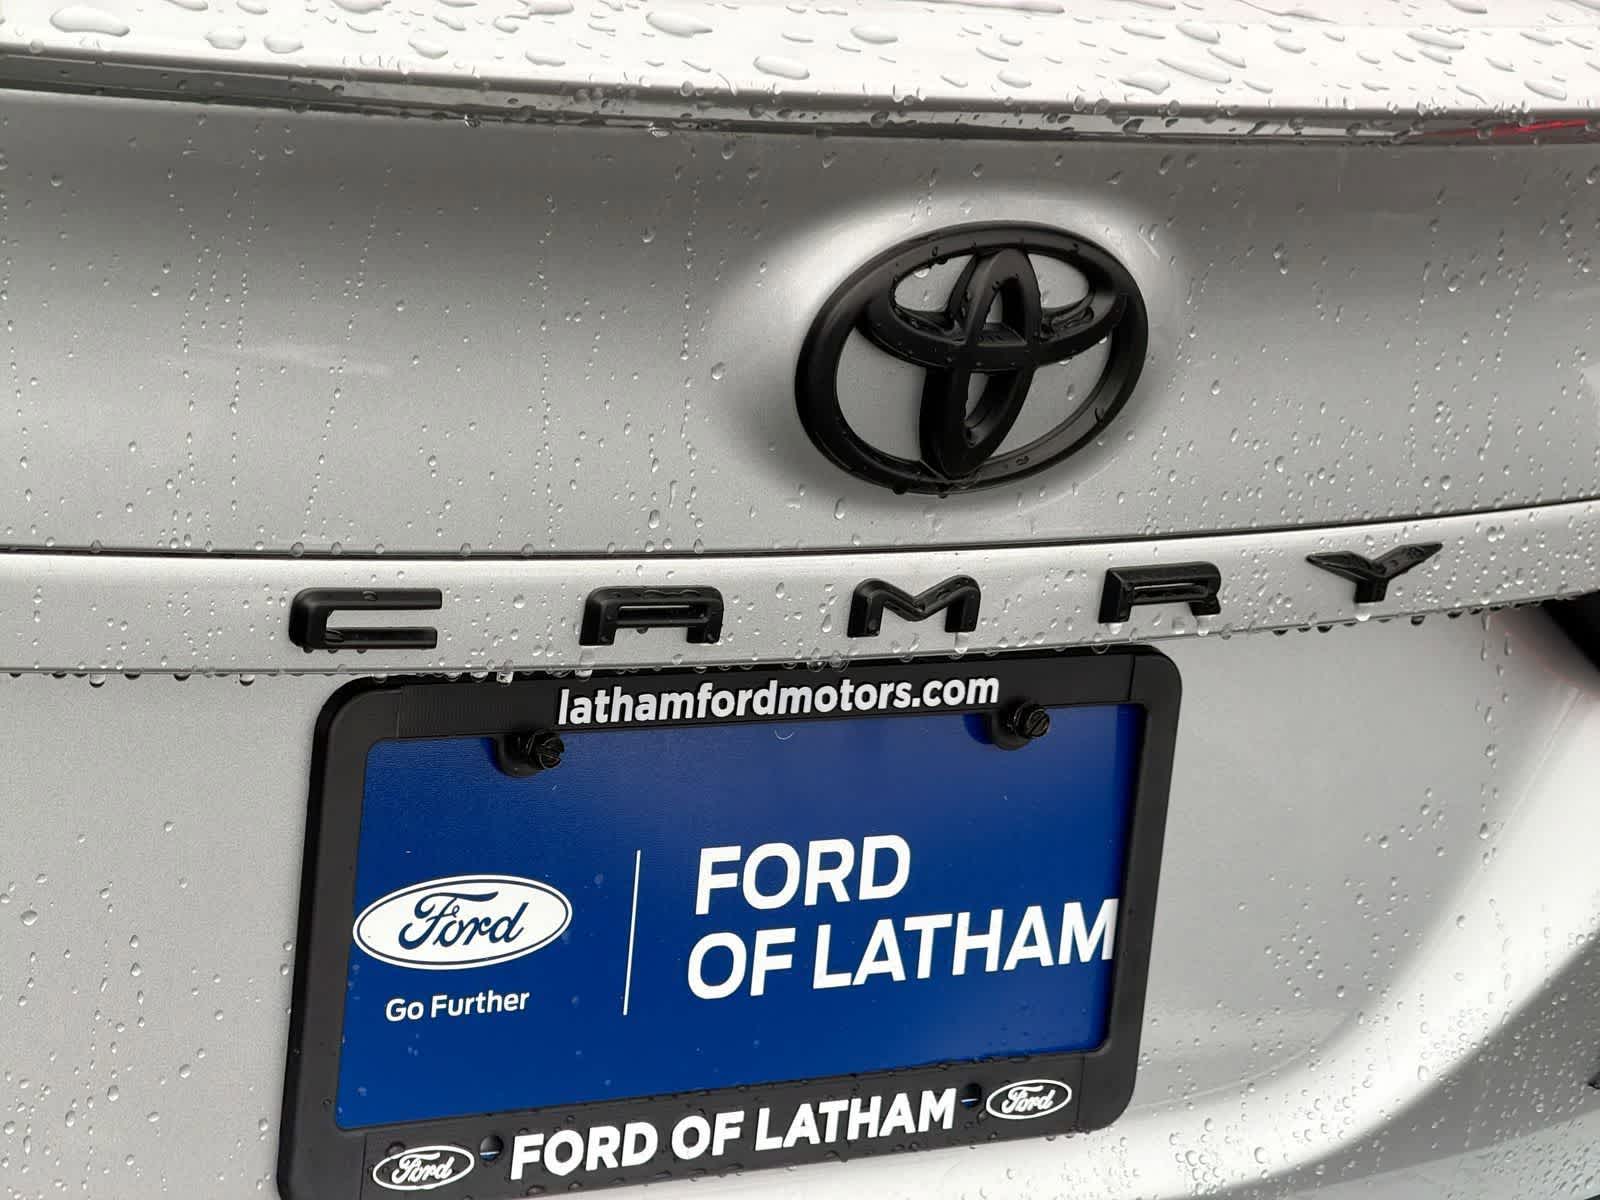 CAMRY
lathamfordmotors.com
FORD
OF LATHAM
Ford
Go Further
Ford FORD OF LATHAM Ford